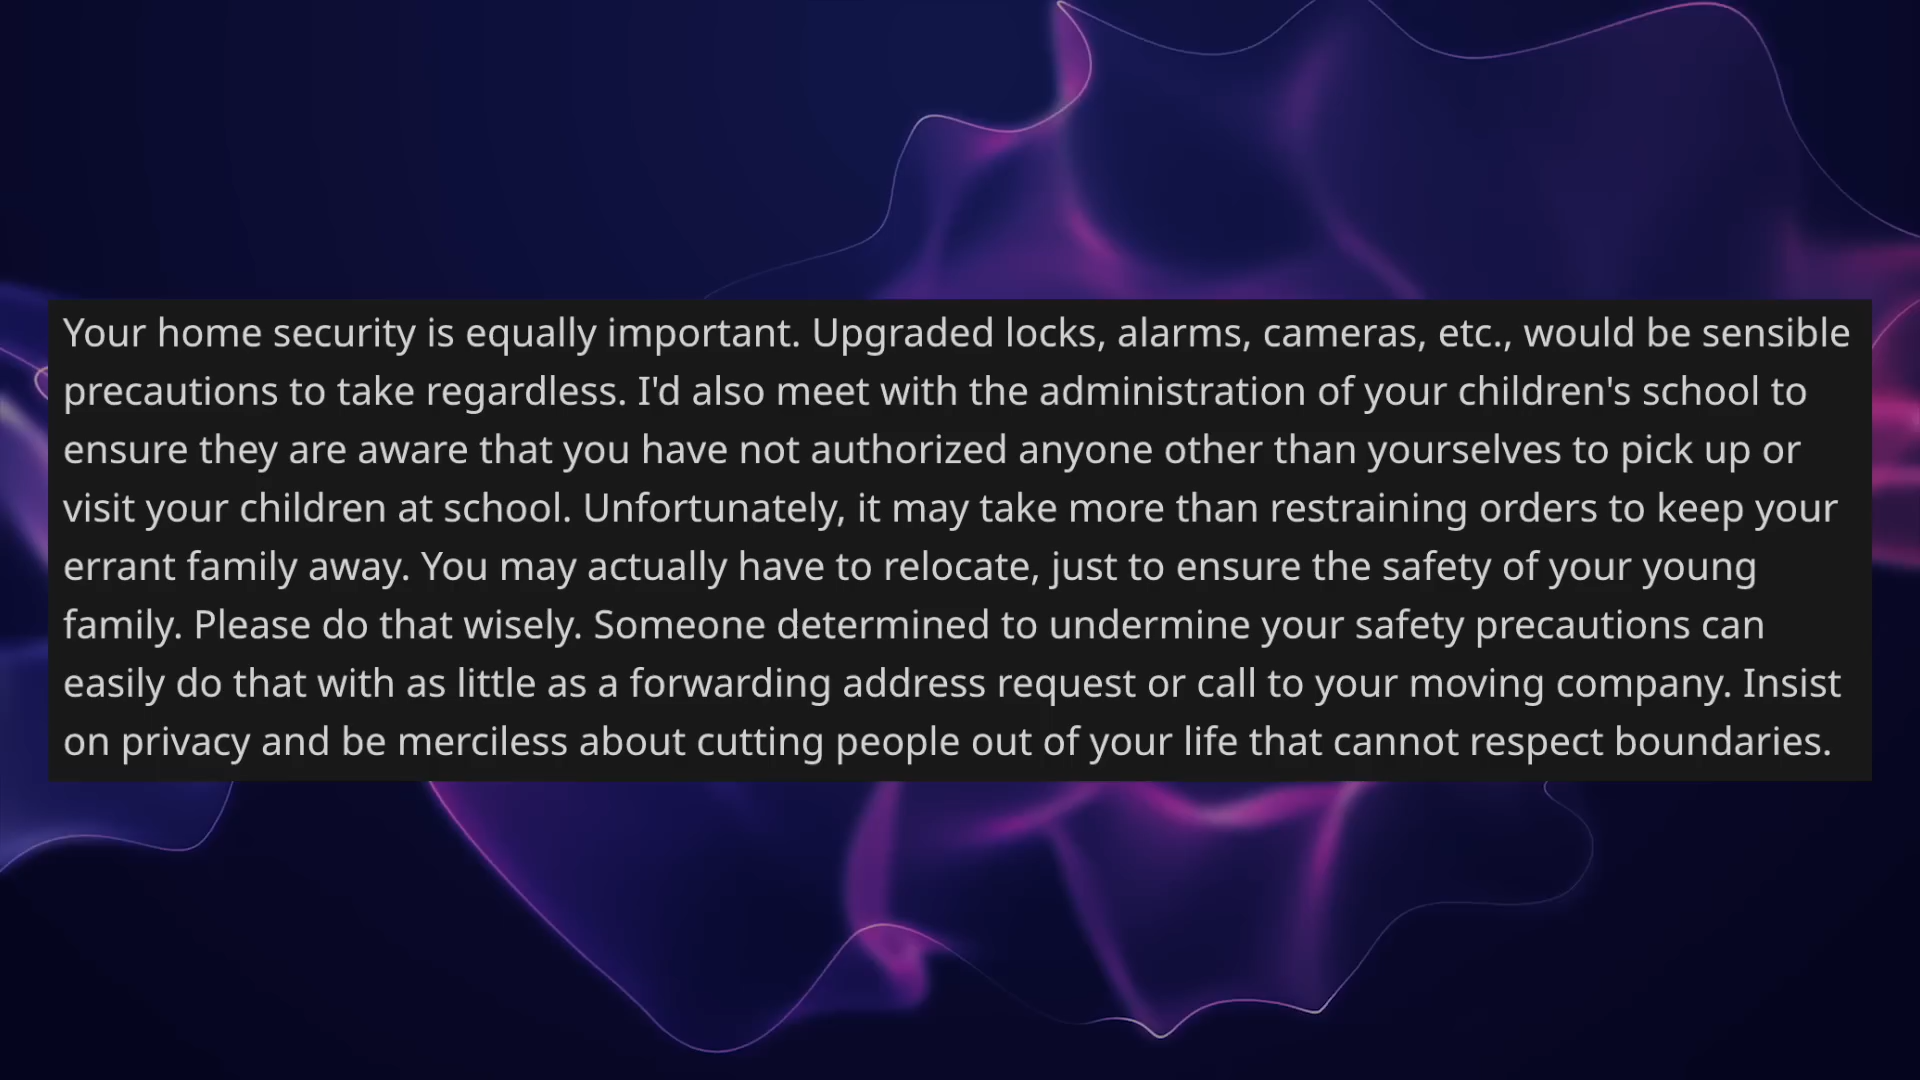 Your home security is equally important. Upgraded locks, alarms, cameras, etc., would be sensible
precautions to take regardless. I'd also meet with the administration of your children's school to
ensure they are aware that you have not authorized anyone other than yourselves to pick up or
visit your children at school. Unfortunately, it may take more than restraining orders to keep your
errant family away. You may actually have to relocate, just to ensure the safety of your young
family. Please do that wisely. Someone determined to undermine your safety precautions can
easily do that with as little as a forwarding address request or call to your moving company. Insist
on privacy and be merciless about cutting people out of your life that cannot respect boundaries.